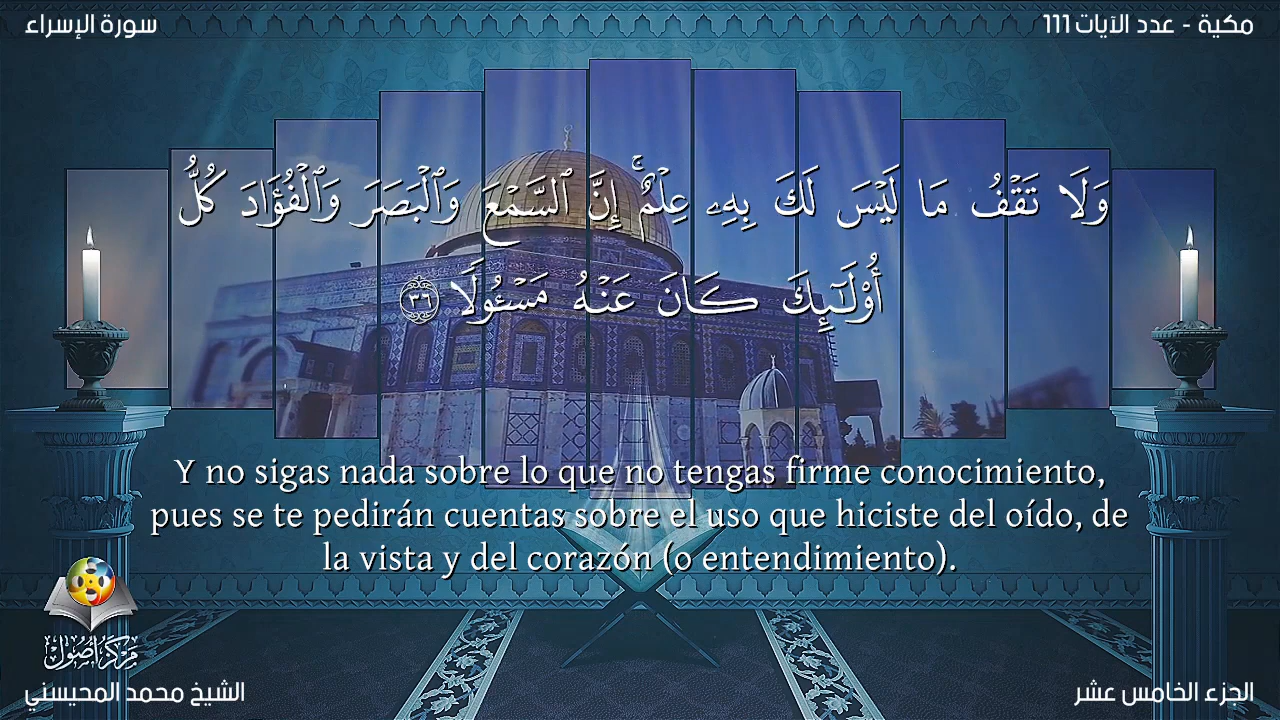 سورة الإسراء
مكية - عدد الآيات 111
وَلَا تَقْفُ مَا لَيْسَ لَكَ بِهِۦ عِلْمٌ ۚ إِنَّ ٱلسَّمْعَ وَٱلْبَصَرَ وَٱلْفُؤَادَ كُلُّ
أُو۟لَـٰٓئِكَ كَانَ عَنْهُ مَسْـُٔولًا ٣٦
Y no sigas nada sobre lo que no tengas firme conocimiento,
pues se te pedirán cuentas sobre el uso que hiciste del oído, de
la vista y del corazón (o entendimiento).
مركز أصول
الشيخ محمد المحيسني
الجزء الخامس عشر